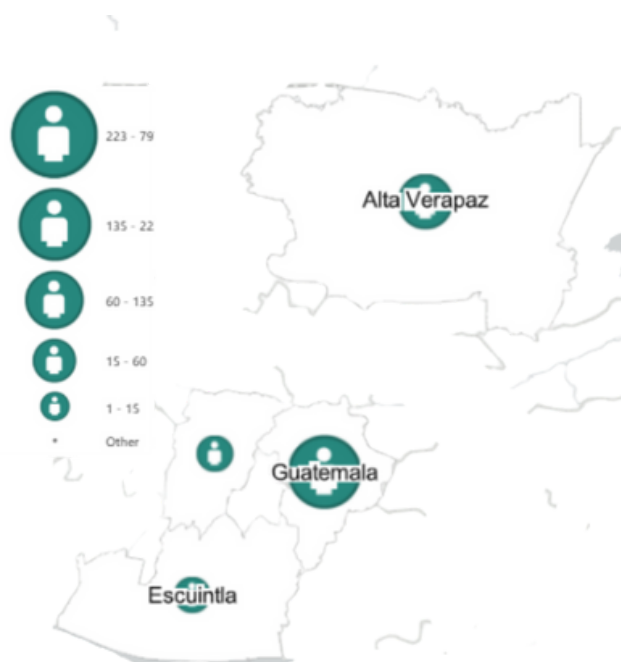 223 - 79
135 - 22
60 - 135
15 - 60
1 - 15
Other
Alta Verapaz
Guatemala
Escuintla